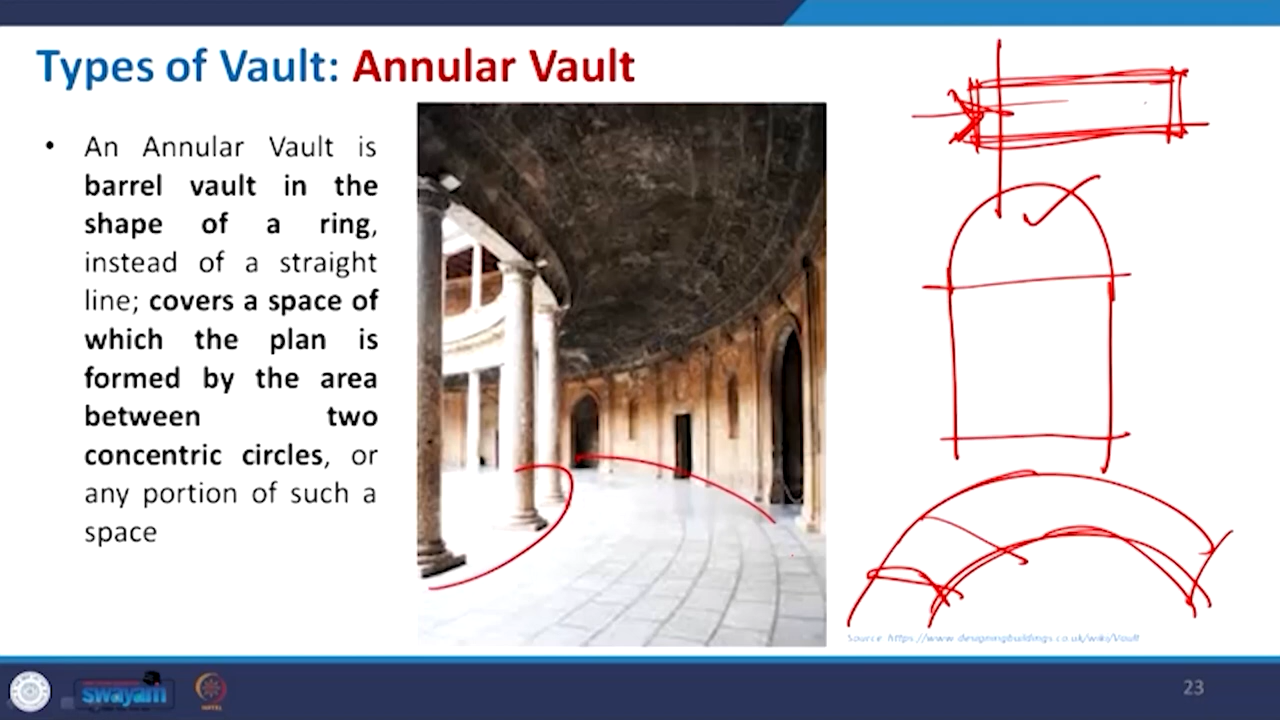 Types of Vault: Annular Vault
• An Annular Vault is
barrel vault in the
shape of a ring,
instead of a straight
line; covers a space of
which the plan is
formed by the area
between two
concentric circles, or
any portion of such a
space
Source: https://www.designingbuildings.co.uk/wiki/Vault
swayam
23